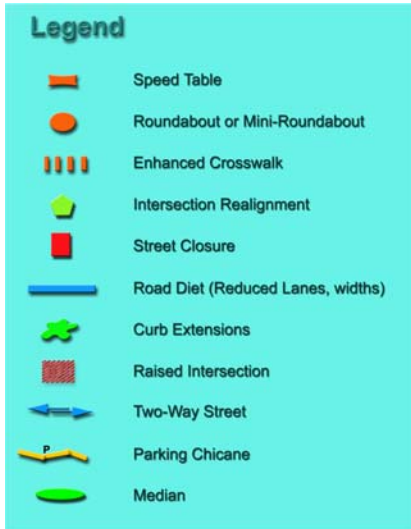 Legend
Speed Table
Roundabout or Mini-Roundabout
Enhanced Crosswalk
Intersection Realignment
Street Closure
Road Diet (Reduced Lanes, widths)
Curb Extensions
Raised Intersection
Two-Way Street
P
Parking Chicane
Median